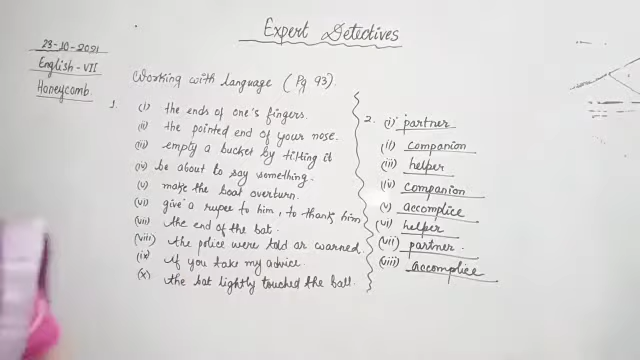 Expert Detectives
23-10-2021
English-VII
Honeycomb.
Working with language (Pg 93).
1. (i) the ends of one's fingers.
(ii) the pointed end of your nose.
(iii) empty a bucket by tilting it
(iv) be about to say something.
(v) make the boat overturn.
(vi) give a rupee to him, to thank him
(vii) the end of the bat.
(viii) the police were told or warned
(ix) if you take my advice.
(x) the bat lightly touched the ball.
2. (i) partner
(ii) companion
(iii) helper
(iv) companion
(v) accomplice
(vi) helper
(vii) partner.
(viii) accomplice